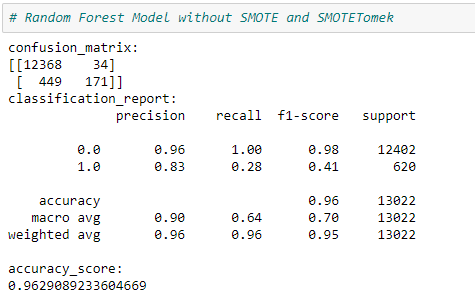 # Random Forest Model without SMOTE and SMOTETomek
confusion_matrix:
[[12368    34]
 [  449   171]]
classification_report:
              precision    recall  f1-score   support

         0.0       0.96      1.00      0.98     12402
         1.0       0.83      0.28      0.41       620

    accuracy                           0.96     13022
   macro avg       0.90      0.64      0.70     13022
weighted avg       0.96      0.96      0.95     13022

accuracy_score:
0.9629089233604669